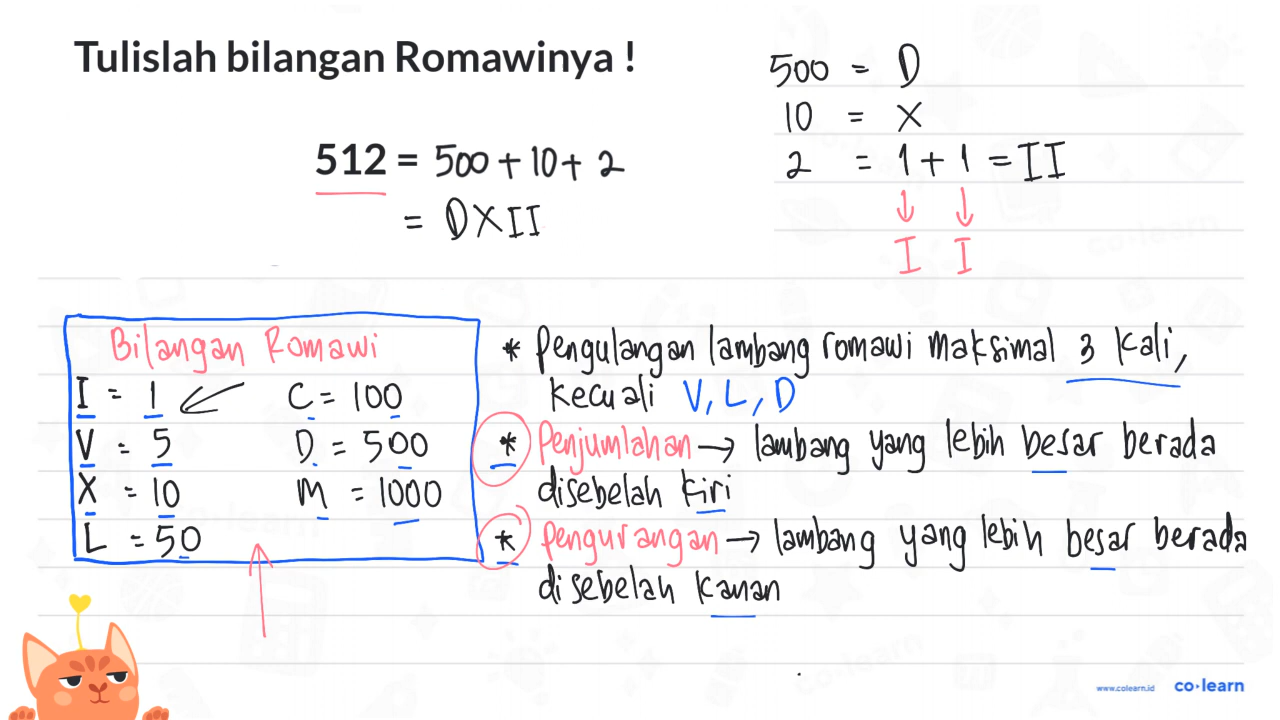 Tulislah bilangan Romawinya !
512 = 500 + 10 + 2
= DXII
500 = D
10 = X
2 = 1 + 1 = II
↓ ↓
I I
Bilangan Romawi
I = 1 C = 100
V = 5 D = 500
X = 10 M = 1000
L = 50
* Pengulangan lambang romawi maksimal 3 kali,
kecuali V, L, D
* Penjumlahan → lambang yang lebih besar berada
disebelah kiri
* Pengurangan → lambang yang lebih besar berada
disebelah kanan
www.colearn.id co·learn